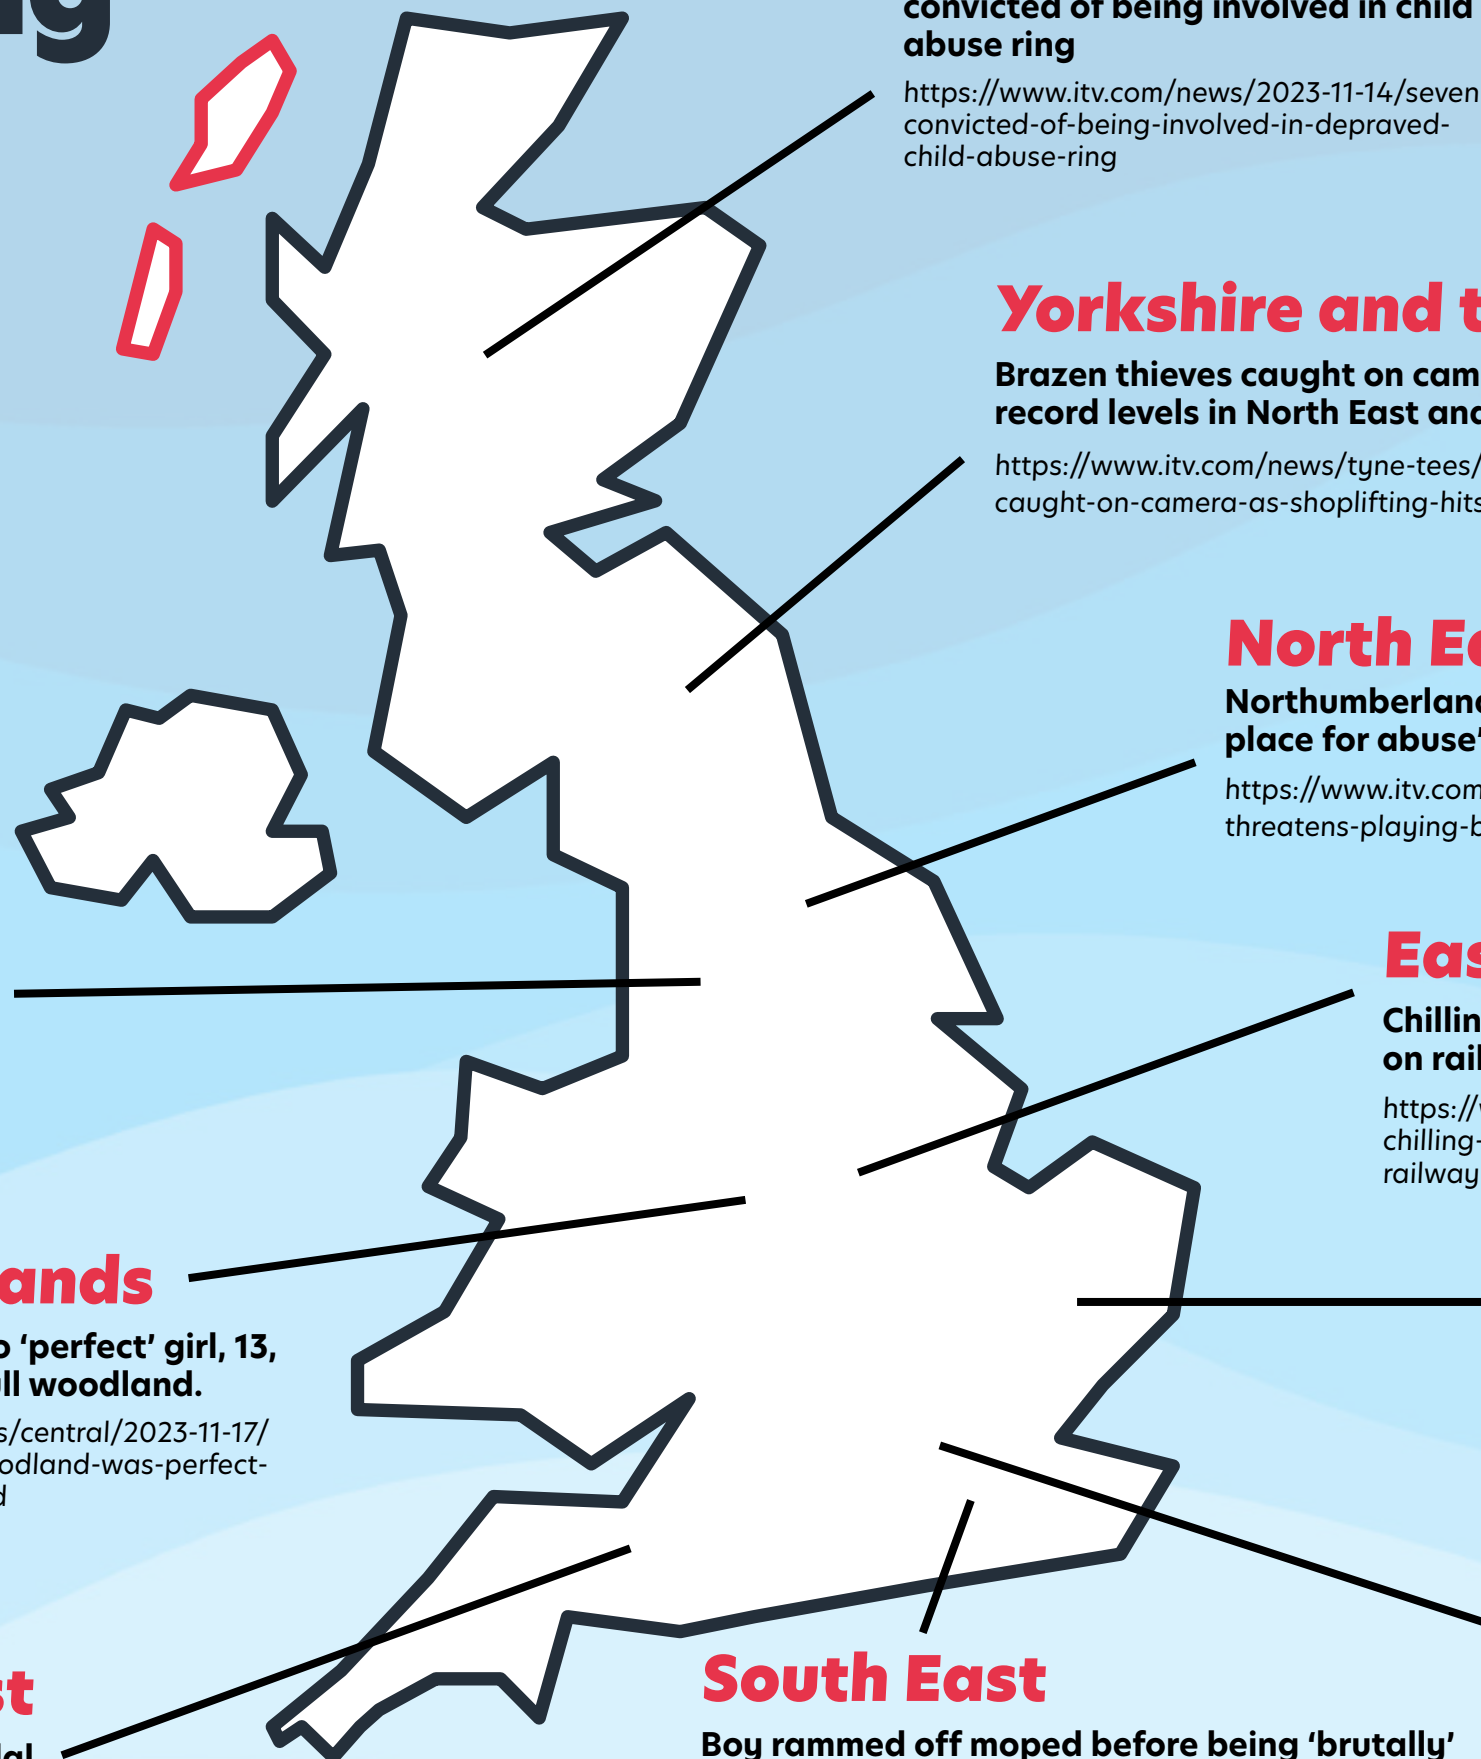 convicted of being involved in child
abuse ring
https://www.itv.com/news/2023-11-14/seven
convicted-of-being-involved-in-depraved-
child-abuse-ring
Yorkshire and
Brazen thieves caught on cam
record levels in North East and
https://www.itv.com/news/tyne-tees/
caught-on-camera-as-shoplifting-hits
North
Northumberland
place for abuse'
https://www.itv.com
threatens-playing-b
Eas
Chillin
on rail
https://
chilling-
railway
ands
o ‘perfect’ girl, 13,
ll woodland.
s/central/2023-11-17/
odland-was-perfect-
d
st
South East
Boy rammed off moped before being ‘brutally’